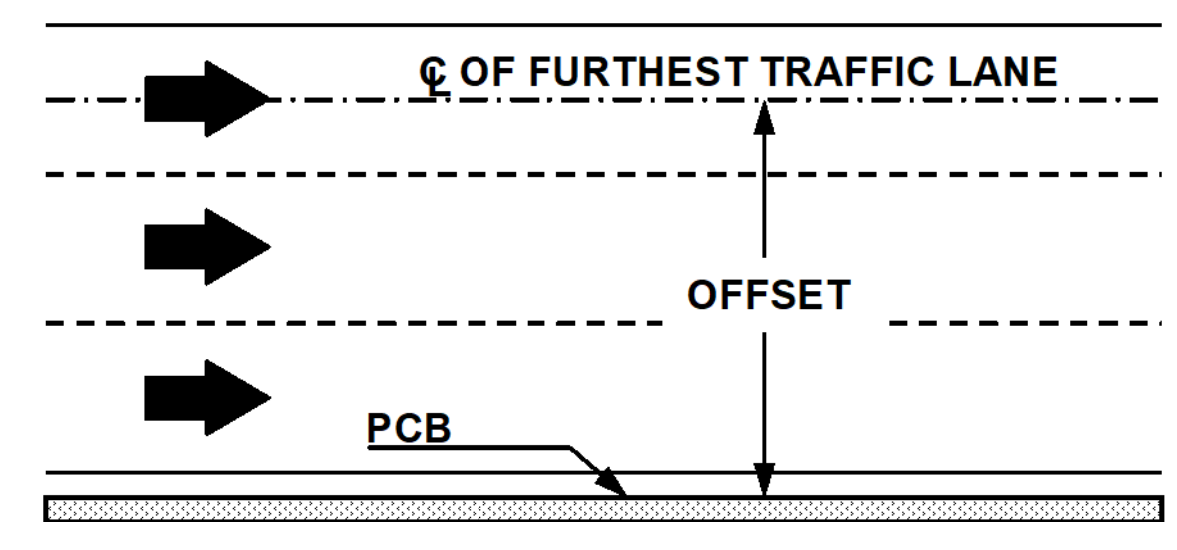 ℄ OF FURTHEST TRAFFIC LANE
OFFSET
PCB